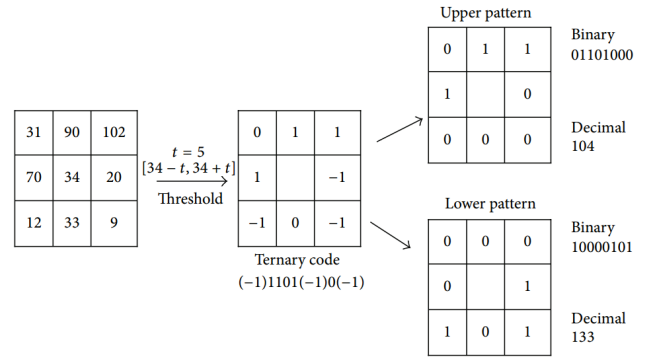 31 90 102
70 34 20
12 33 9
t = 5
[34 − t, 34 + t]
Threshold
0 1 1
1 −1
−1 0 −1
Ternary code
(−1)1101(−1)0(−1)
Upper pattern
0 1 1
1 0
0 0 0
Binary
01101000
Decimal
104
Lower pattern
0 0 0
0 1
1 0 1
Binary
10000101
Decimal
133